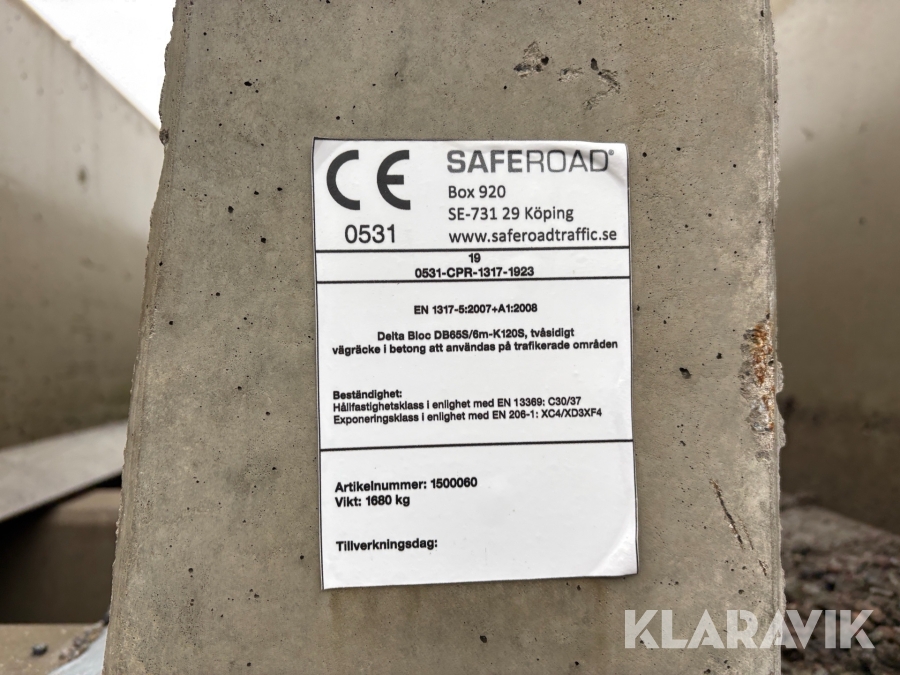 CE
0531
SAFEROAD®
Box 920
SE-731 29 Köping
www.saferoadtraffic.se
19
0531-CPR-1317-1923
EN 1317-5:2007+A1:2008
Delta Bloc DB65S/6m-K120S, tvåsidigt
vägräcke i betong att användas på trafikerade områden
Beständighet:
Hållfastighetsklass i enlighet med EN 13369: C30/37
Exponeringsklass i enlighet med EN 206-1: XC4/XD3XF4
Artikelnummer: 1500060
Vikt: 1680 kg
Tillverkningsdag:
KLARAVIK